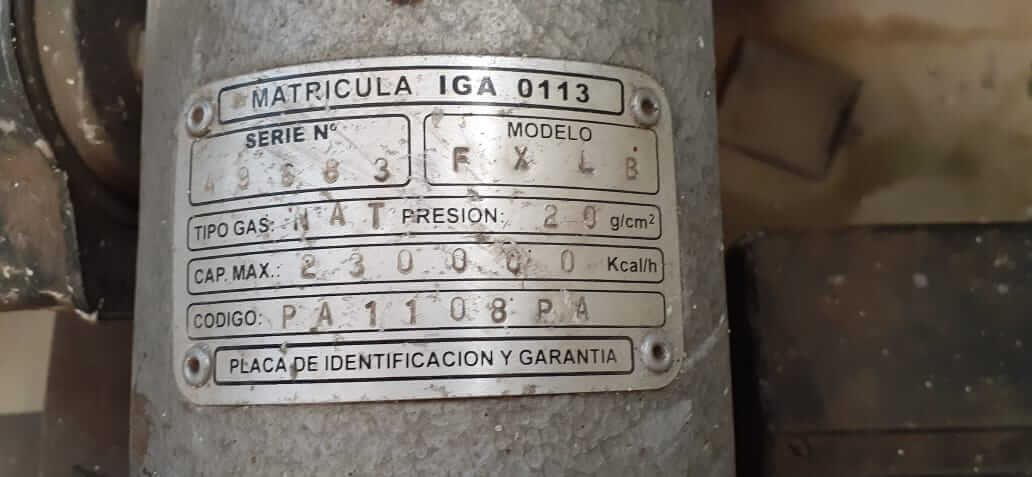 MATRICULA IGA 0113
SERIE Nº
49683
MODELO
F X L B
TIPO GAS: NAT PRESION: 20 g/cm²
CAP. MAX.: 230000 Kcal/h
CODIGO: PA1108PA
PLACA DE IDENTIFICACION Y GARANTIA